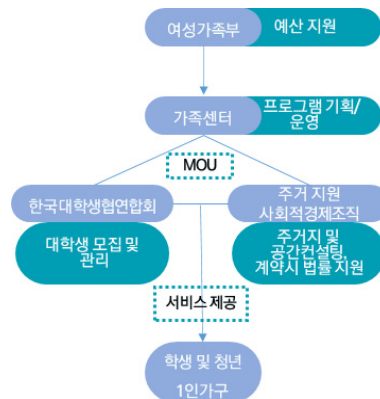 여성가족부
예산 지원
가족센터
프로그램 기획/
운영
MOU
한국대학생협연합회
주거 지원
사회적경제조직
대학생 모집 및
관리
주거지 및
공간컨설팅,
계약시 법률 지원
서비스 제공
학생 및 청년
1인가구